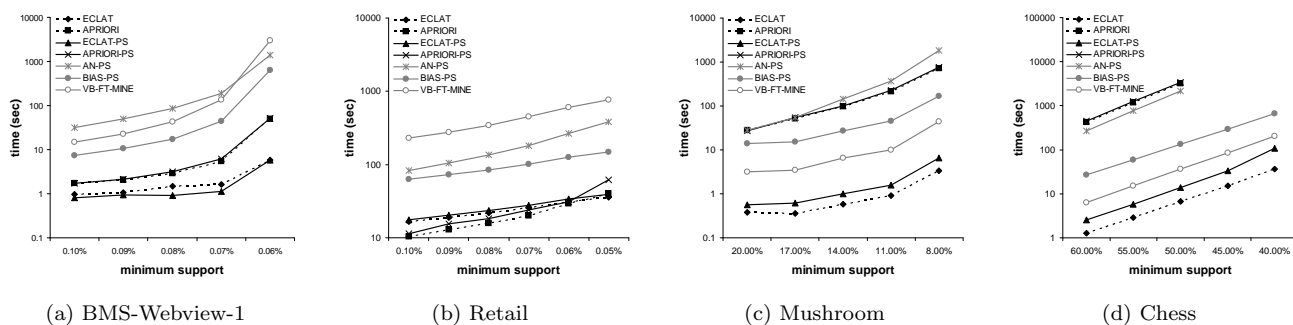 10000
1000
100
10
1
0.1
time (sec)
ECLAT
APRIORI
ECLAT-PS
APRIORI-PS
AN-PS
BIAS-PS
VB-FT-MINE
0.10% 0.09% 0.08% 0.07% 0.06%
minimum support
(a) BMS-Webview-1
10000
1000
100
10
time (sec)
ECLAT
APRIORI
ECLAT-PS
APRIORI-PS
AN-PS
BIAS-PS
VB-FT-MINE
0.10% 0.09% 0.08% 0.07% 0.06% 0.05%
minimum support
(b) Retail
10000
1000
100
10
1
0.1
time (sec)
ECLAT
APRIORI
ECLAT-PS
APRIORI-PS
AN-PS
BIAS-PS
VB-FT-MINE
20.00% 17.00% 14.00% 11.00% 8.00%
minimum support
(c) Mushroom
100000
10000
1000
100
10
1
time (sec)
ECLAT
APRIORI
ECLAT-PS
APRIORI-PS
AN-PS
BIAS-PS
VB-FT-MINE
60.00% 55.00% 50.00% 45.00% 40.00%
minimum support
(d) Chess